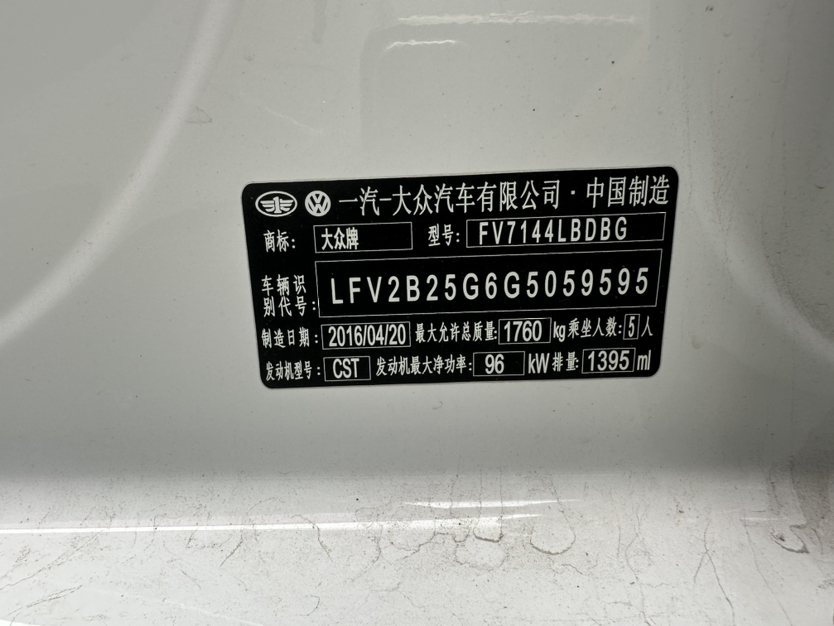 一汽-大众汽车有限公司·中国制造
商标: 大众牌 型号: FV7144LBDBG
车辆识别代号: LFV2B25G6G5059595
制造日期: 2016/04/20 最大允许总质量: 1760 kg 乘坐人数: 5 人
发动机型号: CST 发动机最大净功率: 96 kW 排量: 1395 ml